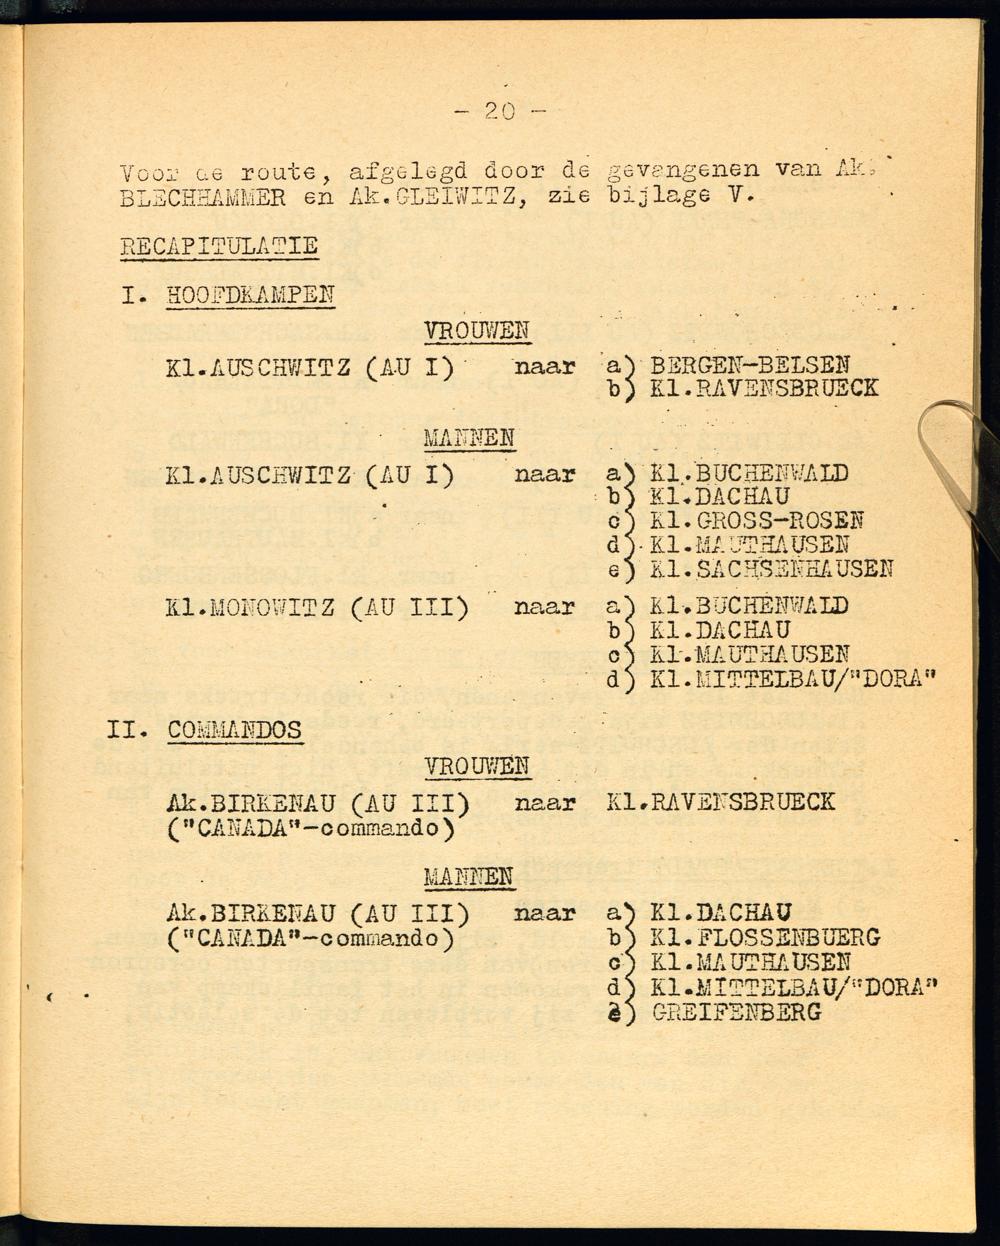 - 20 -
Voor de route, afgelegd door de gevangenen van Ak.
BLECHHAMMER en Ak.GLEIWITZ, zie bijlage V.
RECAPITULATIE
I. HOOFDKAMPEN
VROUWEN
Kl.AUSCHWITZ (AU I) naar a) BERGEN-BELSEN
b) Kl.RAVENSBRUECK
MANNEN
Kl.AUSCHWITZ (AU I) naar a) Kl.BUCHENWALD
b) Kl.DACHAU
c) Kl.GROSS-ROSEN
d) Kl.MAUTHAUSEN
e) Kl.SACHSENHAUSEN
Kl.MONOWITZ (AU III) naar a) Kl.BUCHENWALD
b) Kl.DACHAU
c) Kl.MAUTHAUSEN
d) Kl.MITTELBAU/"DORA"
II. COMMANDOS
VROUWEN
Ak.BIRKENAU (AU III) naar Kl.RAVENSBRUECK
("CANADA"-commando)
MANNEN
Ak.BIRKENAU (AU III) naar a) Kl.DACHAU
("CANADA"-commando) b) Kl.FLOSSENBUERG
c) Kl.MAUTHAUSEN
d) Kl.MITTELBAU/"DORA"
e) GREIFENBERG